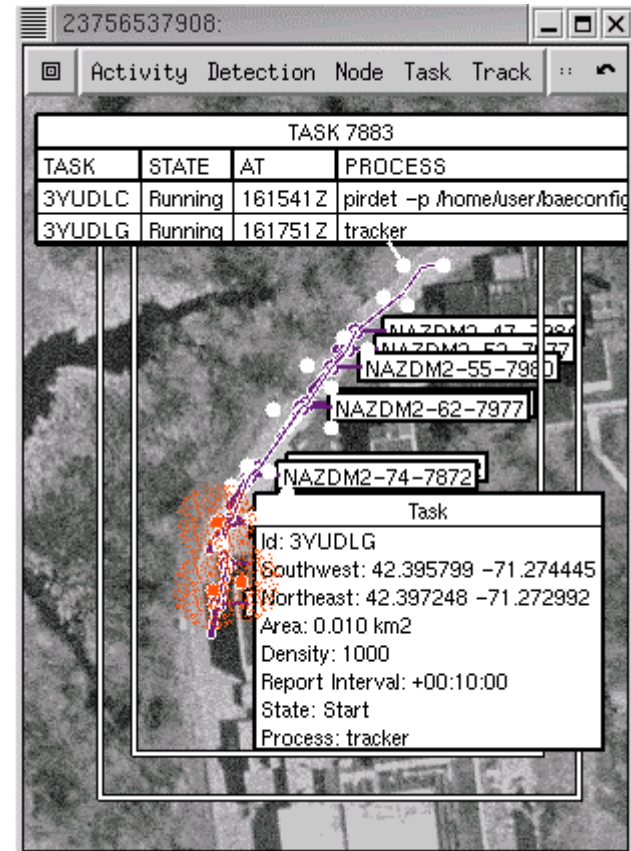 23756537908:
Activity Detection Node Task Track
TASK 7883
TASK STATE AT PROCESS
3YUDLC Running 161541Z pirdet -p /home/user/baeconfig
3YUDLG Running 161751Z tracker
NAZDM2-55-7980
NAZDM2-62-7977
NAZDM2-74-7872
Task
Id: 3YUDLG
Southwest: 42.395799 -71.274445
Northeast: 42.397248 -71.272992
Area: 0.010 km2
Density: 1000
Report Interval: +00:10:00
State: Start
Process: tracker